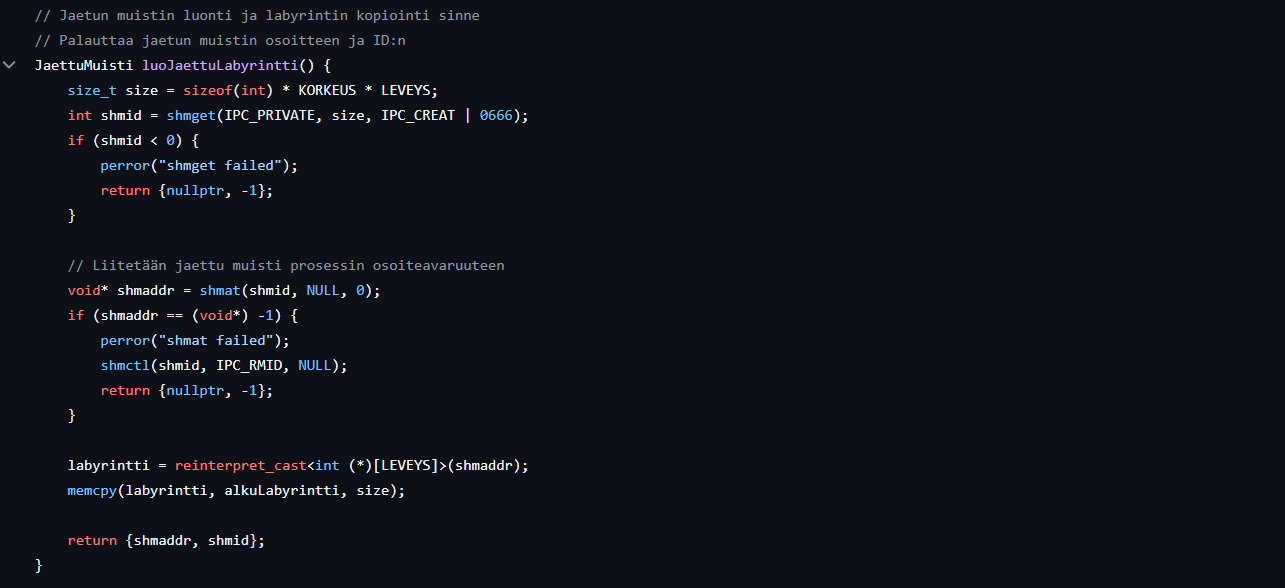 // Jaetun muistin luonti ja labyrintin kopiointi sinne
// Palauttaa jaetun muistin osoitteen ja ID:n
JaettuMuisti luoJaettuLabyrintti() {
    size_t size = sizeof(int) * KORKEUS * LEVEYS;
    int shmid = shmget(IPC_PRIVATE, size, IPC_CREAT | 0666);
    if (shmid < 0) {
        perror("shmget failed");
        return {nullptr, -1};
    }

    // Liitetään jaettu muisti prosessin osoiteavaruuteen
    void* shmaddr = shmat(shmid, NULL, 0);
    if (shmaddr == (void*) -1) {
        perror("shmat failed");
        shmctl(shmid, IPC_RMID, NULL);
        return {nullptr, -1};
    }

    labyrintti = reinterpret_cast<int (*)[LEVEYS]>(shmaddr);
    memcpy(labyrintti, alkuLabyrintti, size);

    return {shmaddr, shmid};
}